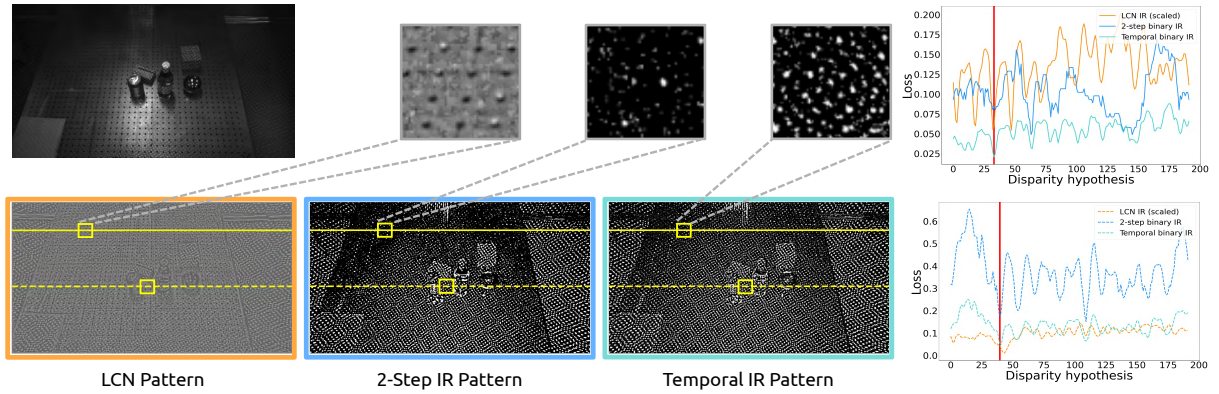 0.200
0.175
0.150
0.125
0.100
0.075
0.050
0.025
Loss
LCN IR (scaled)
2-step binary IR
Temporal binary IR
0 25 50 75 100 125 150 175 200
Disparity hypothesis
0.6
0.5
0.4
0.3
0.2
0.1
0.0
Loss
LCN IR (scaled)
2-step binary IR
Temporal binary IR
0 25 50 75 100 125 150 175 200
Disparity hypothesis
LCN Pattern
2-Step IR Pattern
Temporal IR Pattern